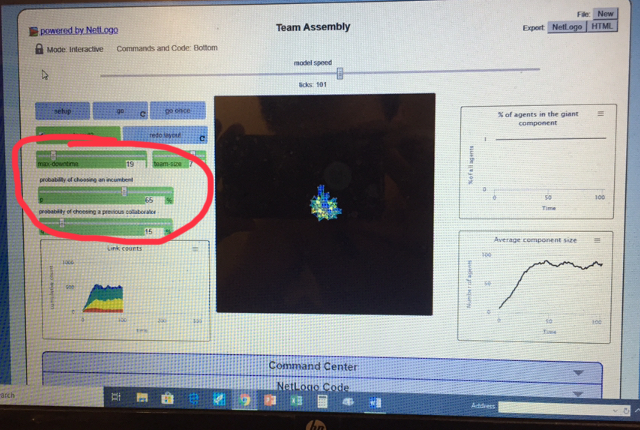 powered by NetLogo
Team Assembly
File: New
Export: NetLogo HTML
Mode: Interactive Commands and Code: Bottom
model speed
ticks: 101
setup
go
go once
redo layout
max-downtime 19
team-size
probability of choosing an incumbent
p 65 %
probability of choosing a previous collaborator
15 %
Link counts
cumulative count
1000
500
0
0 100 200 300
time
% of agents in the giant component
% of all agents
1
0
0 50 100
Time
Average component size
Number of agents
100
50
0
0 50 100
Time
Command Center
NetLogo Code
Address
hp